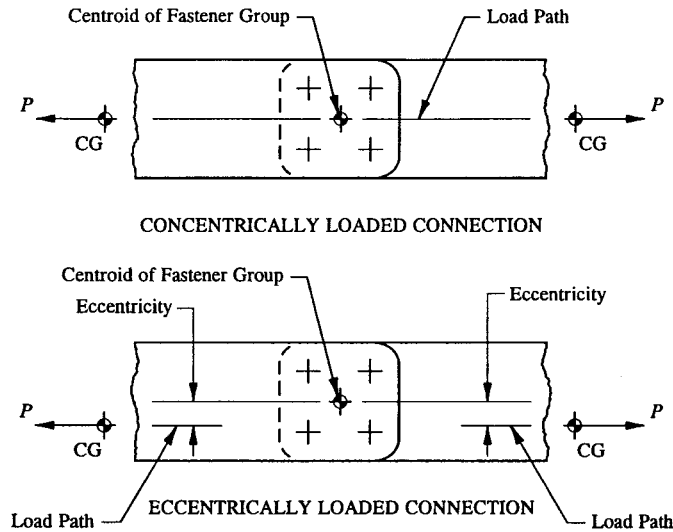 Centroid of Fastener Group
Load Path
P
P
CG
CG
CONCENTRICALLY LOADED CONNECTION
Centroid of Fastener Group
Eccentricity
Eccentricity
P
P
CG
CG
Load Path
ECCENTRICALLY LOADED CONNECTION
Load Path